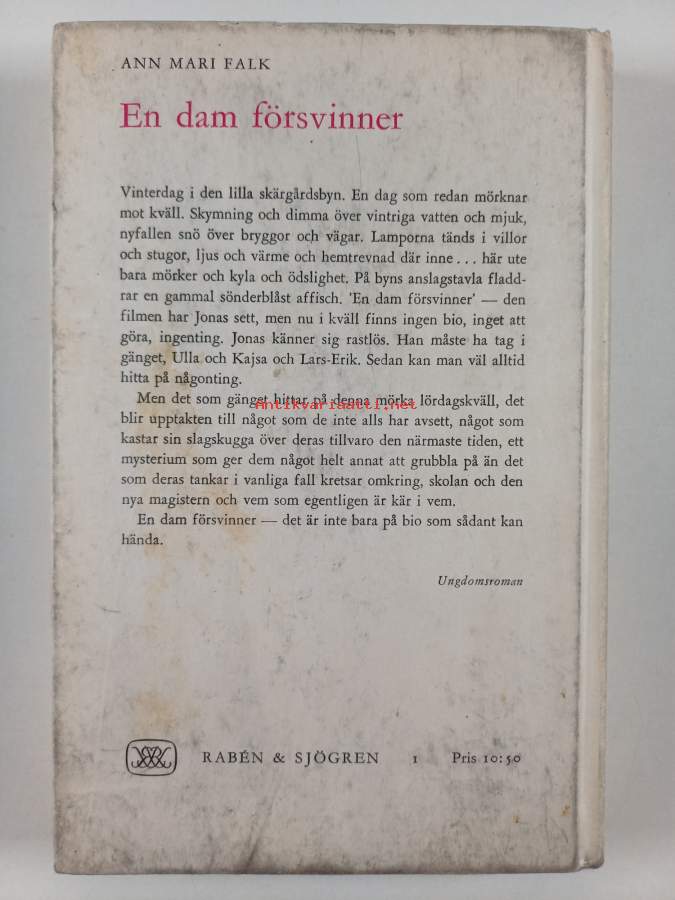 ANN MARI FALK
En dam försvinner
Vinterdag i den lilla skärgårdsbyn. En dag som redan mörknar
mot kväll. Skymning och dimma över vintriga vatten och mjuk,
nyfallen snö över bryggor och vägar. Lamporna tänds i villor
och stugor, ljus och värme och hemtrevnad där inne... här ute
bara mörker och kyla och ödslighet. På byns anslagstavla fladd-
rar en gammal sönderblåst affisch. 'En dam försvinner' — den
filmen har Jonas sett, men nu i kväll finns ingen bio, inget att
göra, ingenting. Jonas känner sig rastlös. Han måste ha tag i
gänget, Ulla och Kajsa och Lars-Erik. Sedan kan man väl alltid
hitta på någonting.
Men det som gänget hittar på denna mörka lördagskväll, det
antikvariaatti.net
blir upptakten till något som de inte alls har avsett, något som
kastar sin slagskugga över deras tillvaro den närmaste tiden, ett
mysterium som ger dem något helt annat att grubbla på än det
som deras tankar i vanliga fall kretsar omkring, skolan och den
nya magistern och vem som egentligen är kär i vem.
En dam försvinner — det är inte bara på bio som sådant kan
hända.
Ungdomsroman
RABÉN & SJÖGREN 1 Pris 10:50